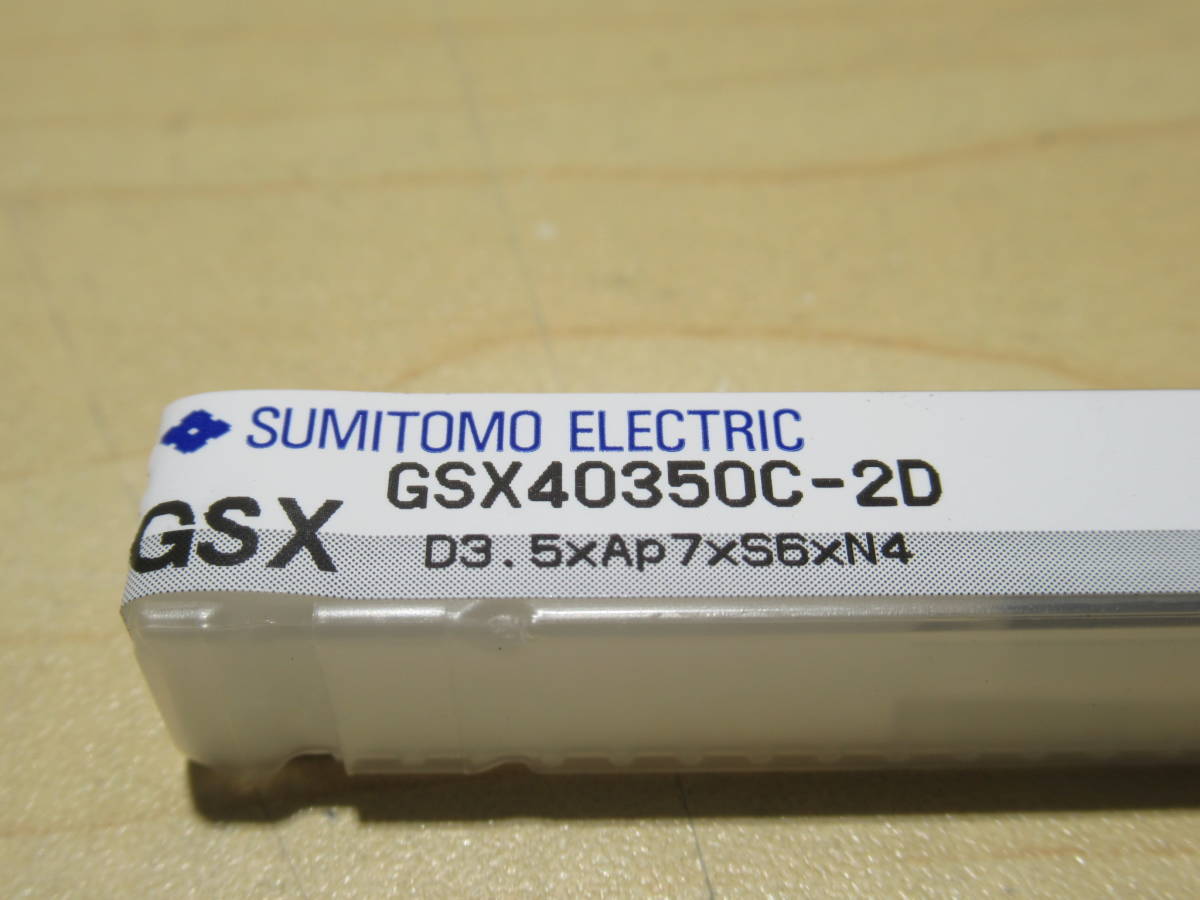 SUMITOMO ELECTRIC
GSX40350C-2D
GSX
D3.5xAp7xS6xN4